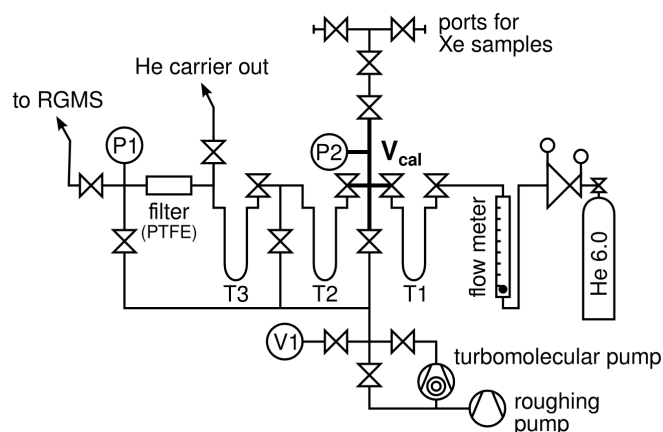 ports for
Xe samples
He carrier out
to RGMS
P1
P2
V_cal
filter
(PTFE)
flow meter
He 6.0
T3
T2
T1
V1
turbomolecular pump
roughing
pump